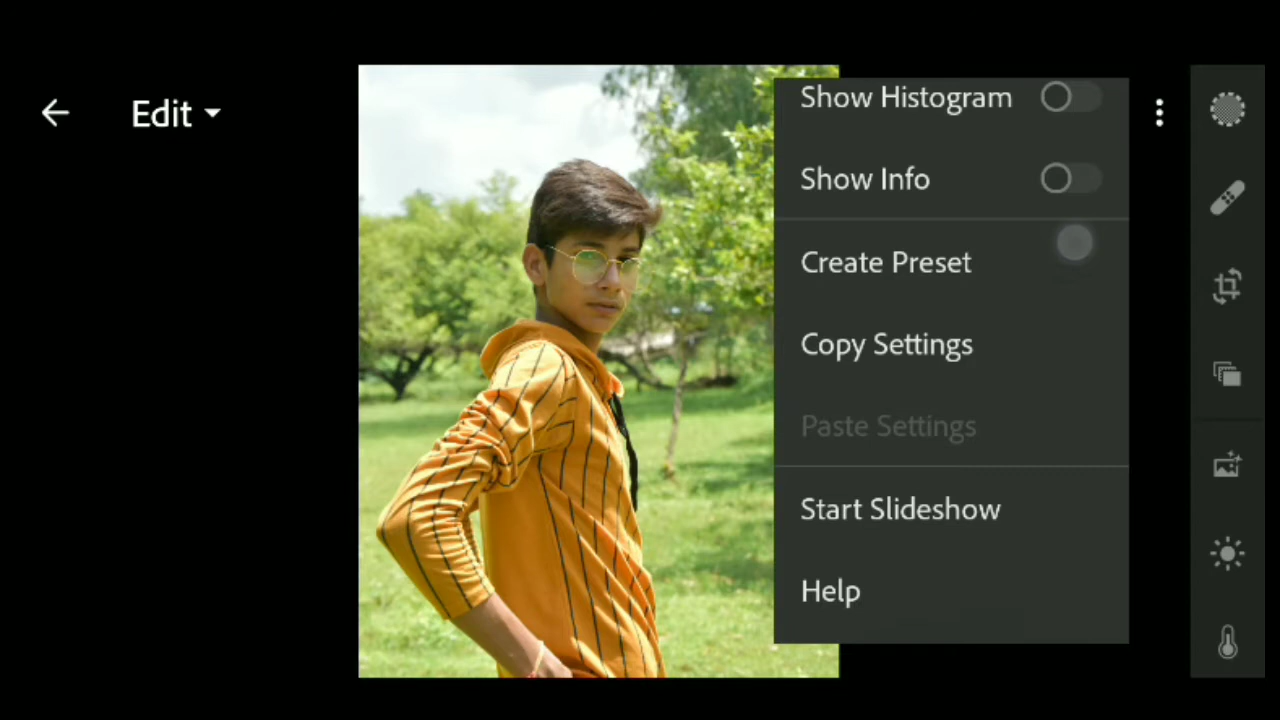 Edit
Show Histogram
Show Info
Create Preset
Copy Settings
Paste Settings
Start Slideshow
Help